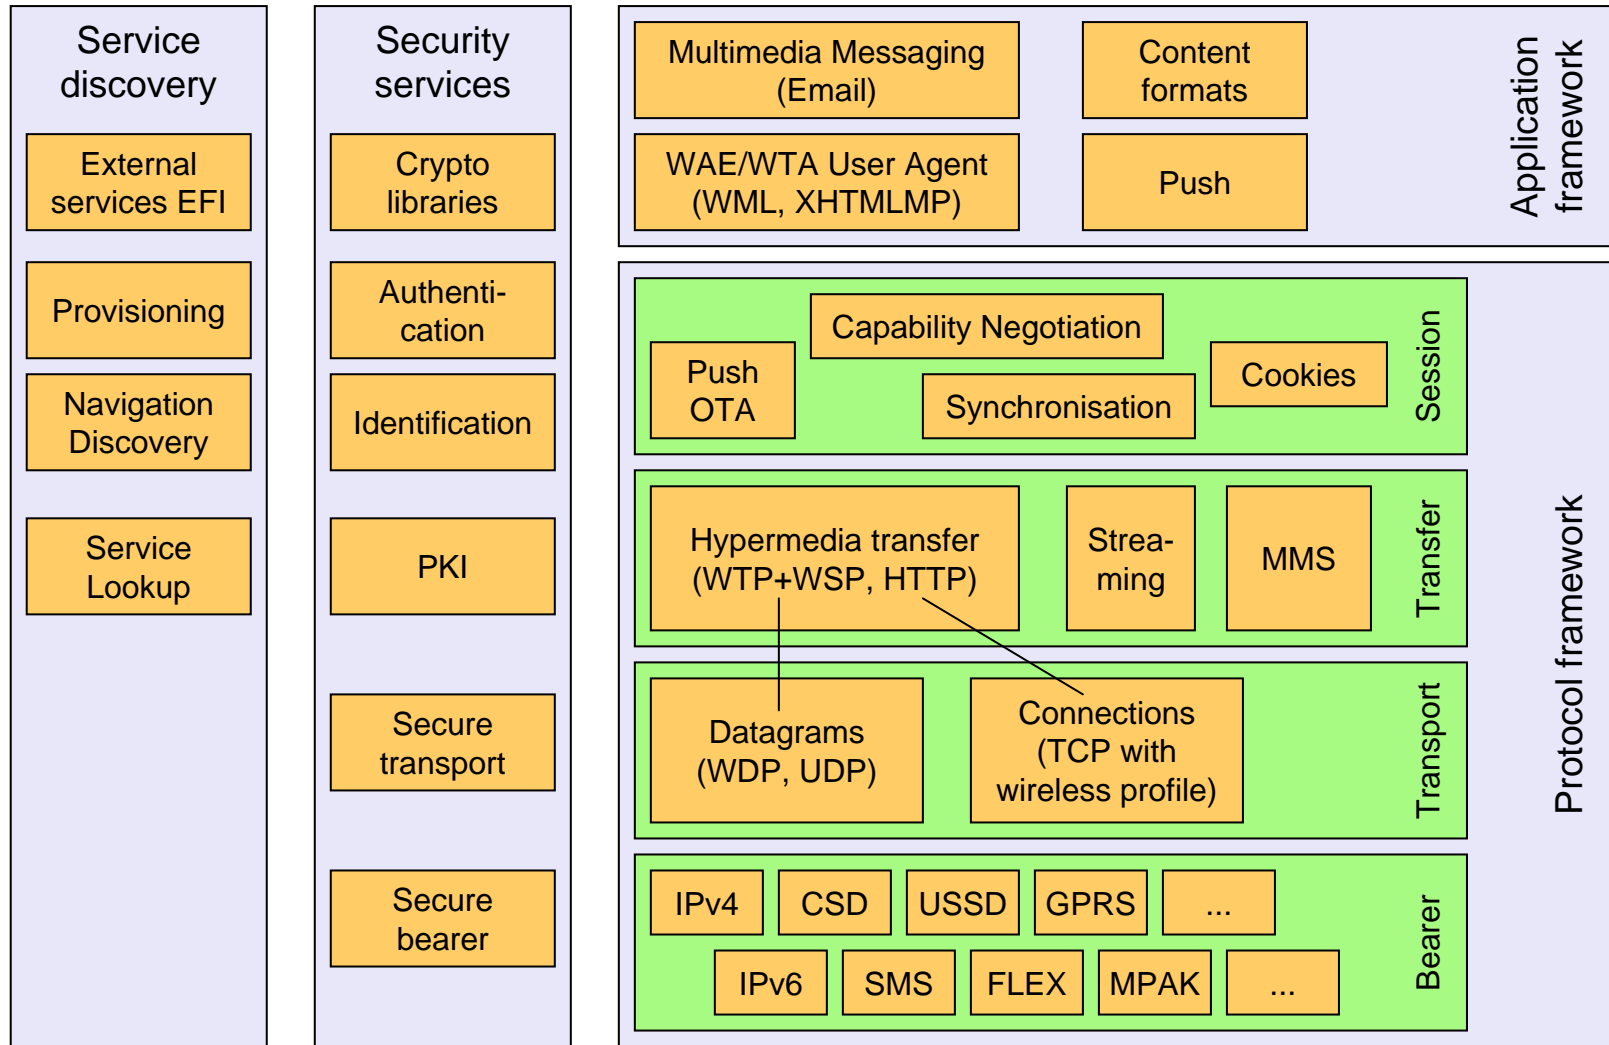 Service
discovery
External
services EFI
Provisioning
Navigation
Discovery
Service
Lookup
Security
services
Crypto
libraries
Authenti-
cation
Identification
PKI
Secure
transport
Secure
bearer
Multimedia Messaging
(Email)
Content
formats
WAE/WTA User Agent
(WML, XHTMLMP)
Push
Application
framework
Capability Negotiation
Push
OTA
Synchronisation
Cookies
Session
Hypermedia transfer
(WTP+WSP, HTTP)
Strea-
ming
MMS
Transfer
Datagrams
(WDP, UDP)
Connections
(TCP with
wireless profile)
Transport
IPv4
CSD
USSD
GPRS
...
IPv6
SMS
FLEX
MPAK
...
Bearer
Protocol framework